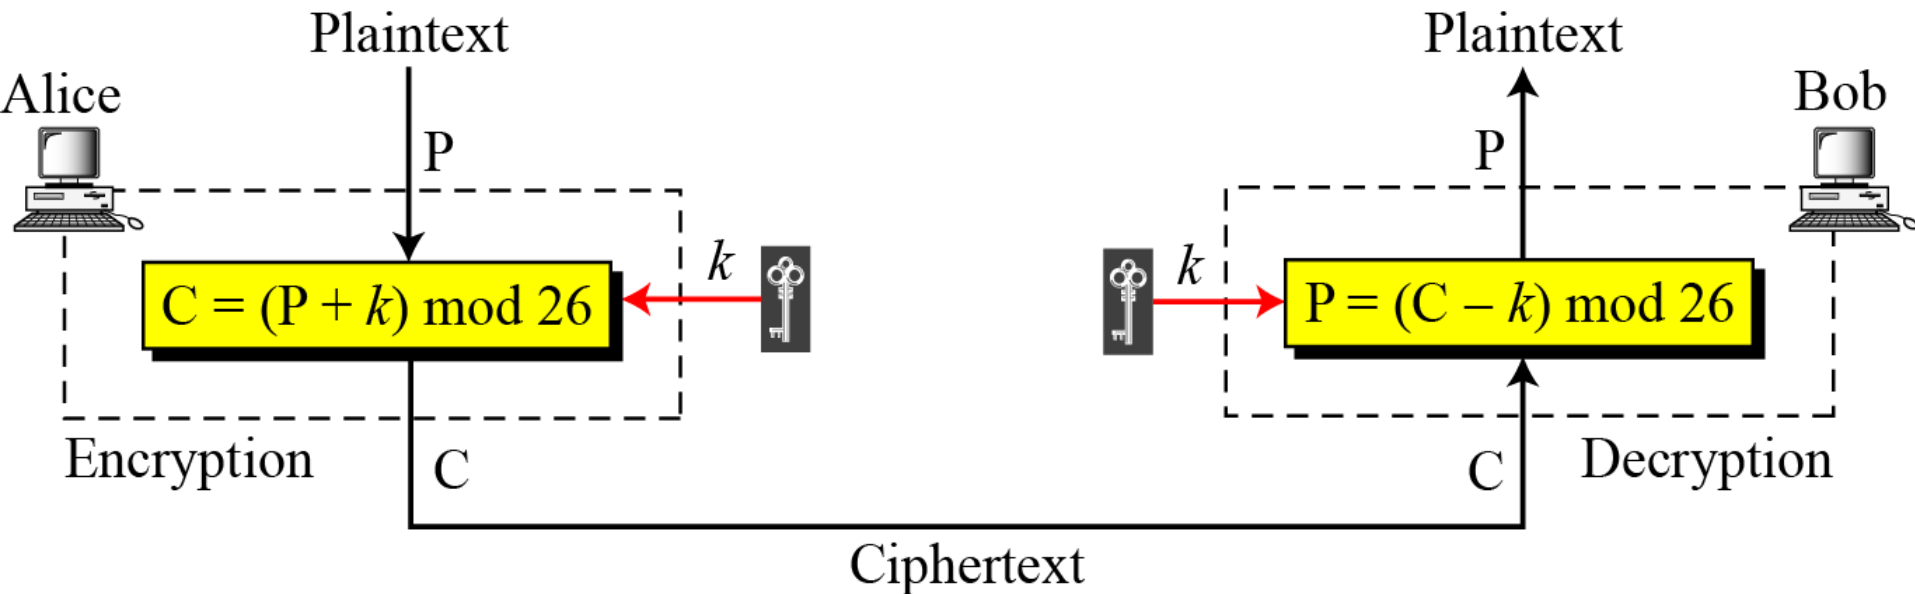 Plaintext
Plaintext
Alice
Bob
P
P
k
k
C = (P + k) mod 26
P = (C – k) mod 26
Encryption
C
C
Decryption
Ciphertext